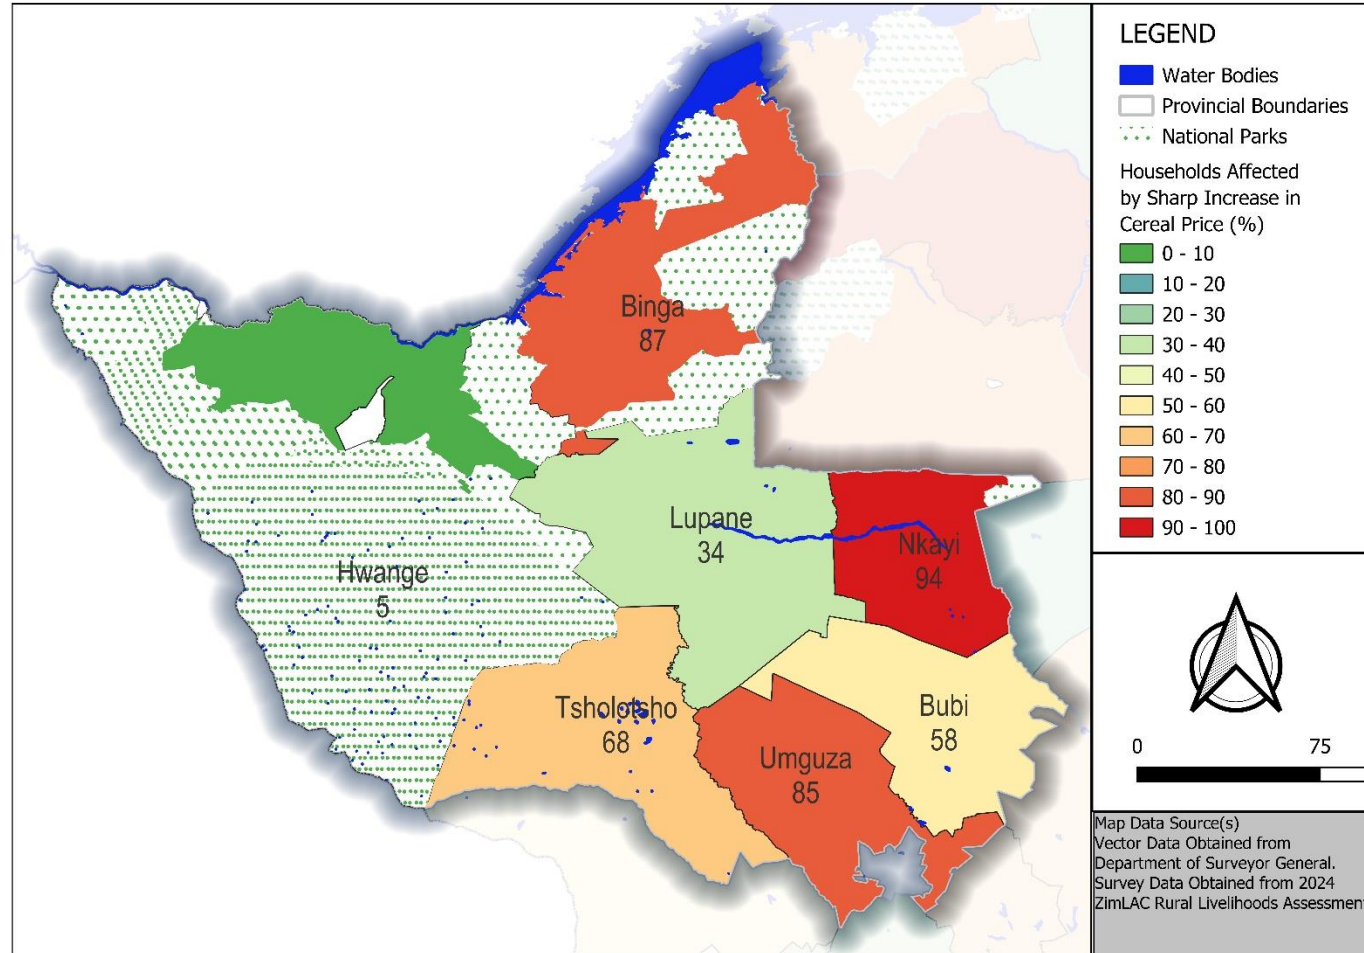 Binga
87
Lupane
34
Nkayi
94
Hwange
5
Tsholotsho
68
Bubi
58
Umguza
85
LEGEND
Water Bodies
Provincial Boundaries
National Parks
Households Affected
by Sharp Increase in
Cereal Price (%)
0 - 10
10 - 20
20 - 30
30 - 40
40 - 50
50 - 60
60 - 70
70 - 80
80 - 90
90 - 100
0 75
Map Data Source(s)
Vector Data Obtained from
Department of Surveyor General.
Survey Data Obtained from 2024
ZimLAC Rural Livelihoods Assessment